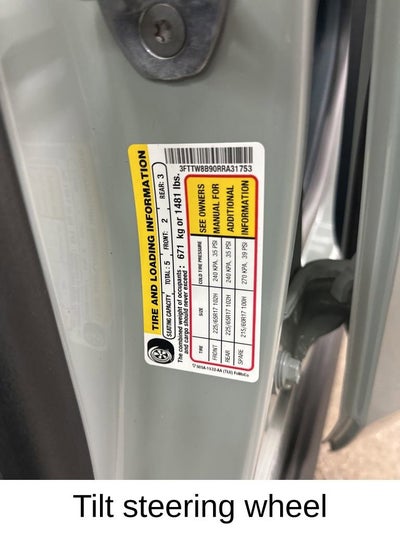 3FTTW8B90RRA31753
TIRE AND LOADING INFORMATION
SEATING CAPACITY TOTAL: 5 FRONT: 2 REAR: 3
The combined weight of occupants
and cargo should never exceed: 671 kg or 1481 lbs.
TIRE SIZE COLD TIRE PRESSURE
FRONT 225/65R17 102H 240 KPA, 35 PSI
REAR 225/65R17 102H 240 KPA, 35 PSI
SPARE 215/60R17 100H 270 KPA, 39 PSI
SEE OWNERS
MANUAL FOR
ADDITIONAL
INFORMATION
Tilt steering wheel